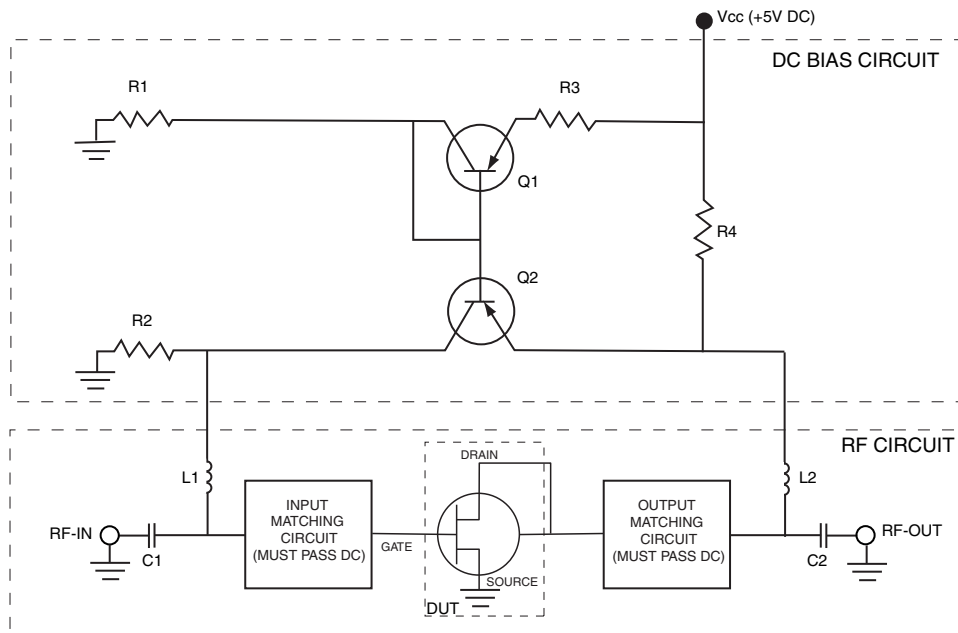 Vcc (+5V DC)
DC BIAS CIRCUIT
R1
R3
Q1
R4
Q2
R2
RF CIRCUIT
DRAIN
L1
L2
INPUT
MATCHING
CIRCUIT
(MUST PASS DC)
OUTPUT
MATCHING
CIRCUIT
(MUST PASS DC)
RF-IN
C1
GATE
SOURCE
DUT
C2
RF-OUT